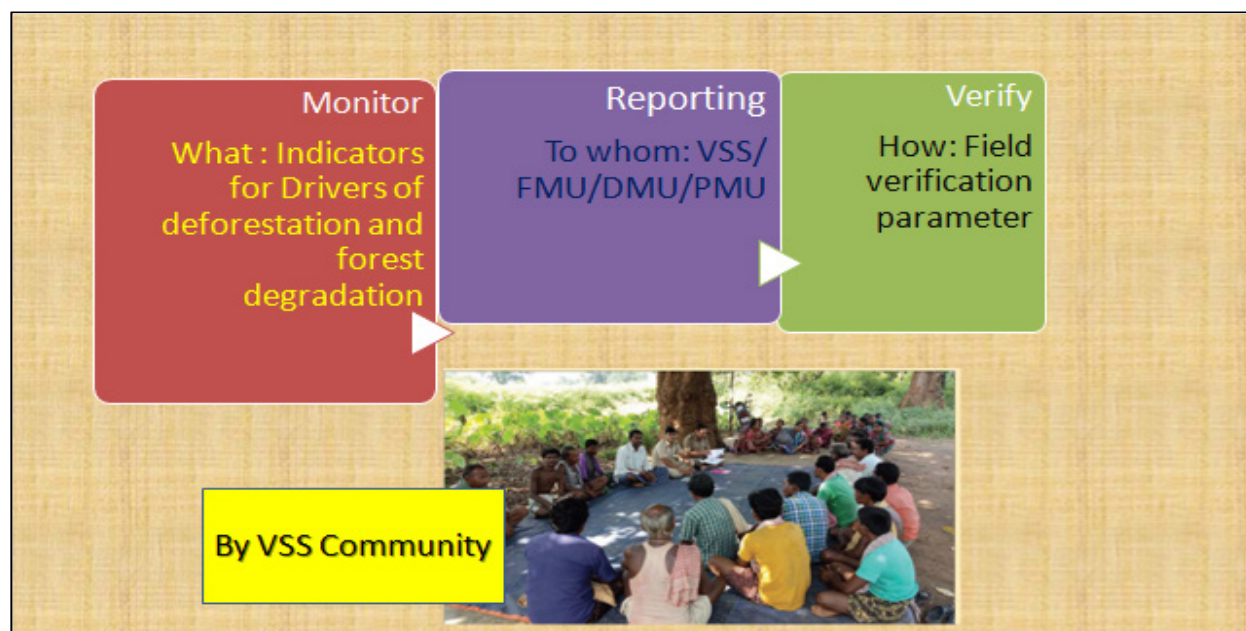 Monitor
What : Indicators
for Drivers of
deforestation and
forest
degradation
Reporting
To whom: VSS/
FMU/DMU/PMU
Verify
How: Field
verification
parameter
By VSS Community